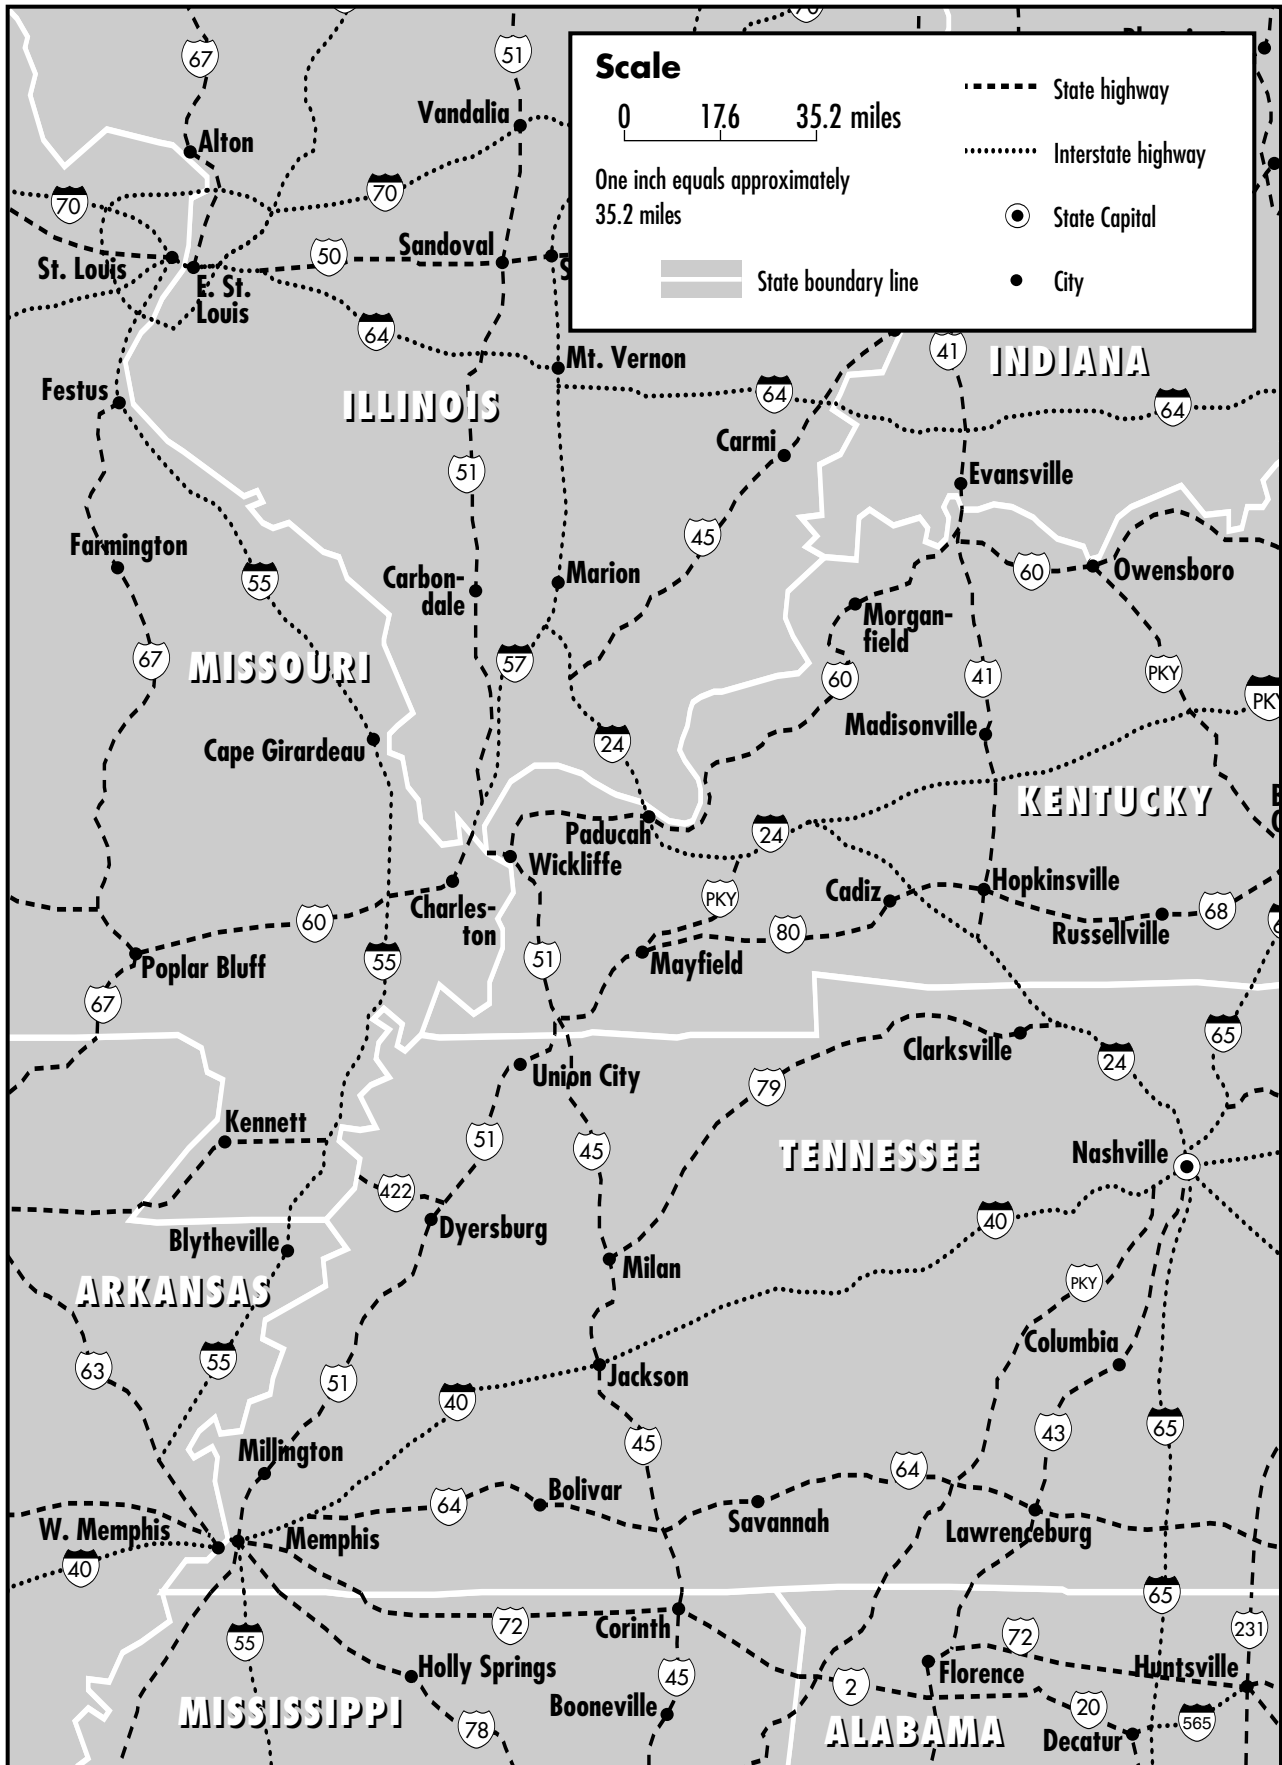 67
51
Scale
0 17.6 35.2 miles
One inch equals approximately
35.2 miles
State boundary line
State highway
Interstate highway
State Capital
City
Vandalia
Alton
70
70
St. Louis
E. St.
Louis
50
Sandoval
64
Mt. Vernon
41
INDIANA
Festus
ILLINOIS
64
64
Carmi
51
Evansville
45
Farmington
55
Carbon-
dale
Marion
60
Owensboro
Morgan-
field
67
MISSOURI
57
60
41
PKY
PKY
Cape Girardeau
24
Madisonville
KENTUCKY
Paducah
24
Wickliffe
Charles-
ton
PKY
Cadiz
Hopkinsville
68
60
80
Russellville
Poplar Bluff
55
51
Mayfield
67
65
Clarksville
24
Union City
79
Kennett
51
45
TENNESSEE
Nashville
422
Dyersburg
40
Blytheville
Milan
ARKANSAS
PKY
Columbia
63
55
51
Jackson
40
45
43
65
Millington
64
64
Bolivar
Savannah
Lawrenceburg
W. Memphis
Memphis
40
65
72
Corinth
55
72
231
Holly Springs
45
Florence
Huntsville
2
MISSISSIPPI
78
Booneville
ALABAMA
20
565
Decatur